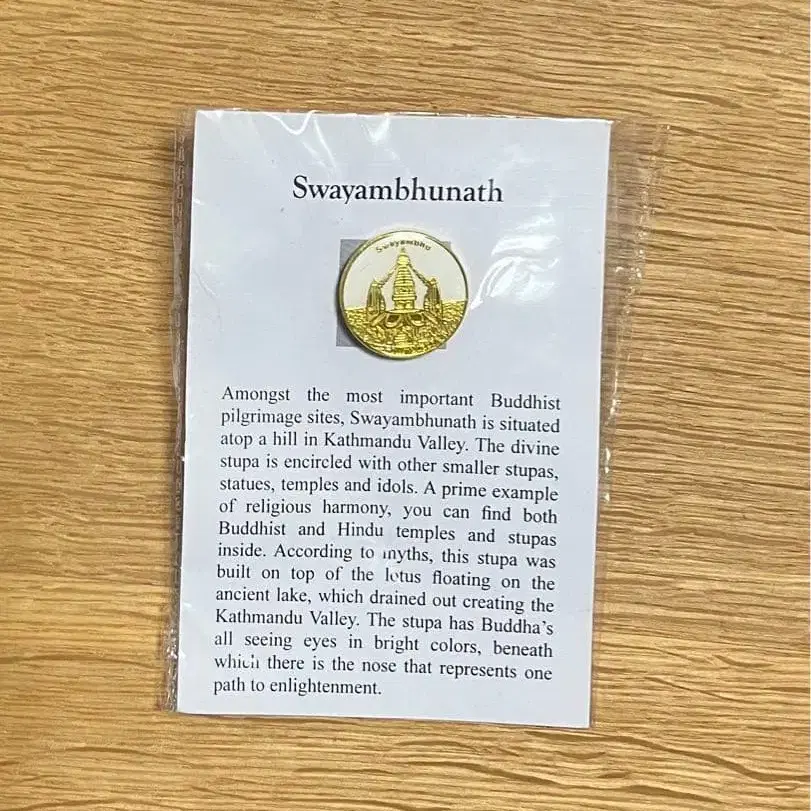 Swayambhunath
Swayambhu
Amongst the most important Buddhist
pilgrimage sites, Swayambhunath is situated
atop a hill in Kathmandu Valley. The divine
stupa is encircled with other smaller stupas,
statues, temples and idols. A prime example
of religious harmony, you can find both
Buddhist and Hindu temples and stupas
inside. According to myths, this stupa was
built on top of the lotus floating on the
ancient lake, which drained out creating the
Kathmandu Valley. The stupa has Buddha's
all seeing eyes in bright colors, beneath
which there is the nose that represents one
path to enlightenment.